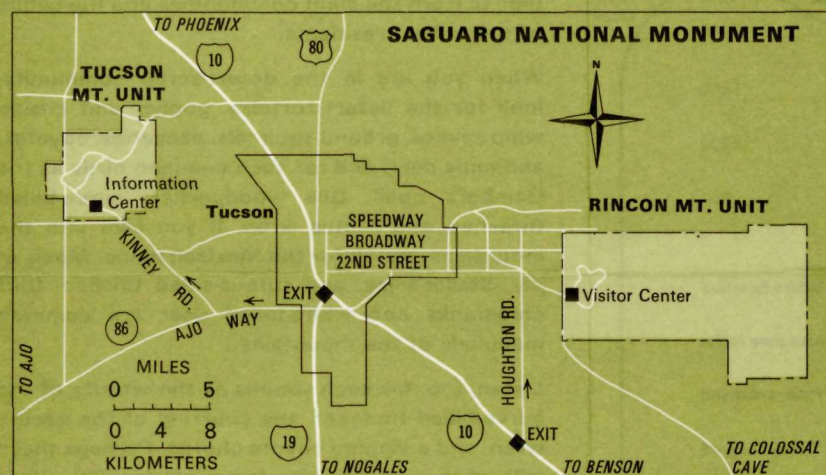 SAGUARO NATIONAL MONUMENT
TO PHOENIX
10
80
N
TUCSON
MT. UNIT
Information
Center
Tucson
SPEEDWAY
BROADWAY
22ND STREET
RINCON MT. UNIT
KINNEY
RD.
EXIT
Visitor Center
86
AJO
WAY
HOUGHTON RD.
TO AJO
MILES
0 5
0 4 8
KILOMETERS
19
10
EXIT
TO NOGALES
TO BENSON
TO COLOSSAL
CAVE